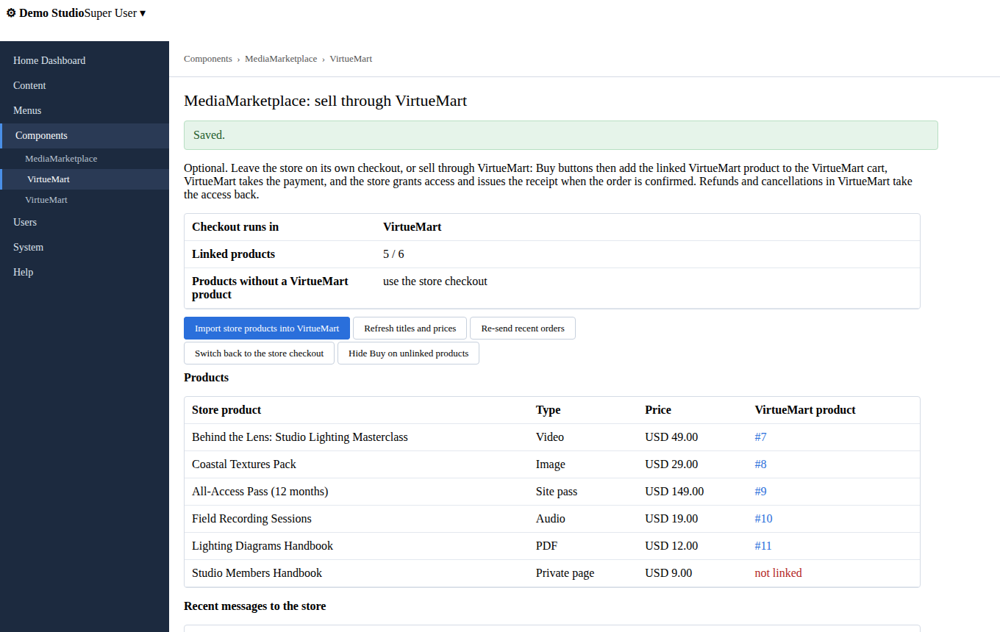 ⚙ Demo StudioSuper User ▾
Home Dashboard
Content
Menus
Components
MediaMarketplace
VirtueMart
VirtueMart
Users
System
Help
Components › MediaMarketplace › VirtueMart
MediaMarketplace: sell through VirtueMart
Saved.
Optional. Leave the store on its own checkout, or sell through VirtueMart: Buy buttons then add the linked VirtueMart product to the VirtueMart cart,
VirtueMart takes the payment, and the store grants access and issues the receipt when the order is confirmed. Refunds and cancellations in VirtueMart take
the access back.
Checkout runs in VirtueMart
Linked products 5 / 6
Products without a VirtueMart use the store checkout
product
Import store products into VirtueMart Refresh titles and prices Re-send recent orders
Switch back to the store checkout Hide Buy on unlinked products
Products
Store product Type Price VirtueMart product
Behind the Lens: Studio Lighting Masterclass Video USD 49.00 #7
Coastal Textures Pack Image USD 29.00 #8
All-Access Pass (12 months) Site pass USD 149.00 #9
Field Recording Sessions Audio USD 19.00 #10
Lighting Diagrams Handbook PDF USD 12.00 #11
Studio Members Handbook Private page USD 9.00 not linked
Recent messages to the store